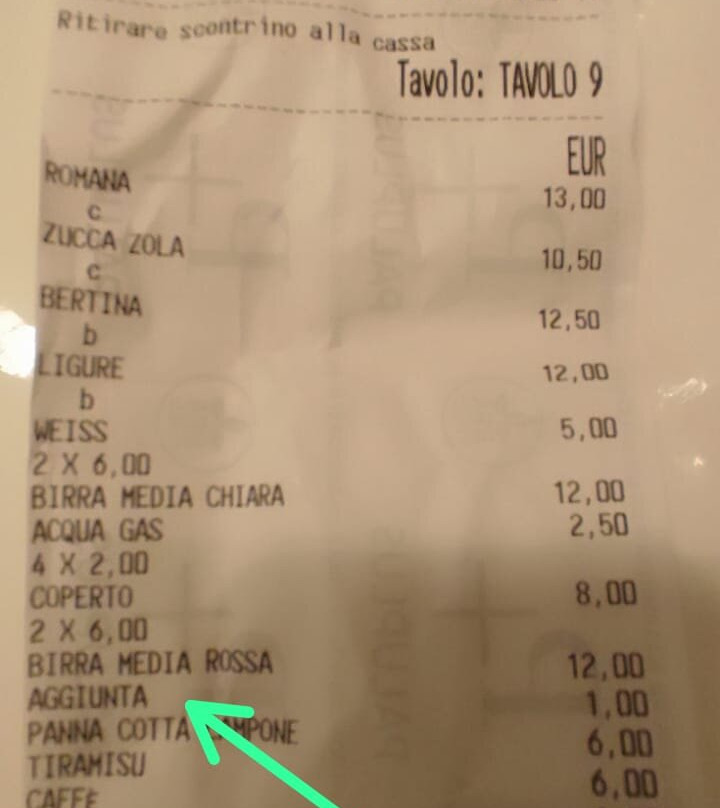 Ritirare scontrino alla cassa
Tavolo: TAVOLO 9
EUR
ROMANA 13,00
c
ZUCCA ZOLA 10,50
c
BERTINA 12,50
b
LIGURE 12,00
b
WEISS 5,00
2 X 6,00
BIRRA MEDIA CHIARA 12,00
ACQUA GAS 2,50
4 X 2,00
COPERTO 8,00
2 X 6,00
BIRRA MEDIA ROSSA 12,00
AGGIUNTA 1,00
PANNA COTTA 6,00
TIRAMISU 6,00
CAFFE